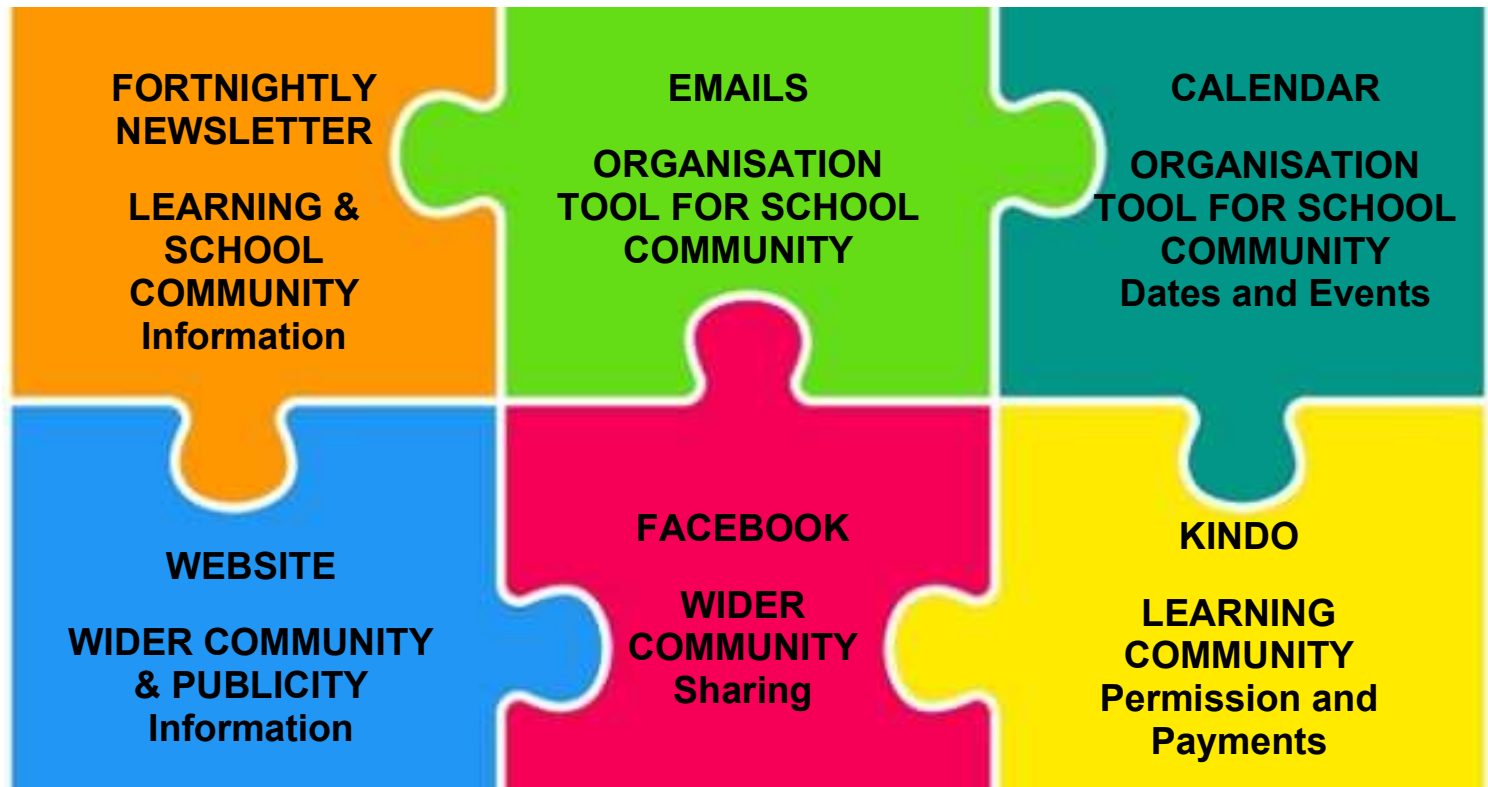 FORTNIGHTLY
NEWSLETTER
LEARNING &
SCHOOL
COMMUNITY
Information
EMAILS
ORGANISATION
TOOL FOR SCHOOL
COMMUNITY
CALENDAR
ORGANISATION
TOOL FOR SCHOOL
COMMUNITY
Dates and Events
WEBSITE
WIDER COMMUNITY
& PUBLICITY
Information
FACEBOOK
WIDER
COMMUNITY
Sharing
KINDO
LEARNING
COMMUNITY
Permission and
Payments